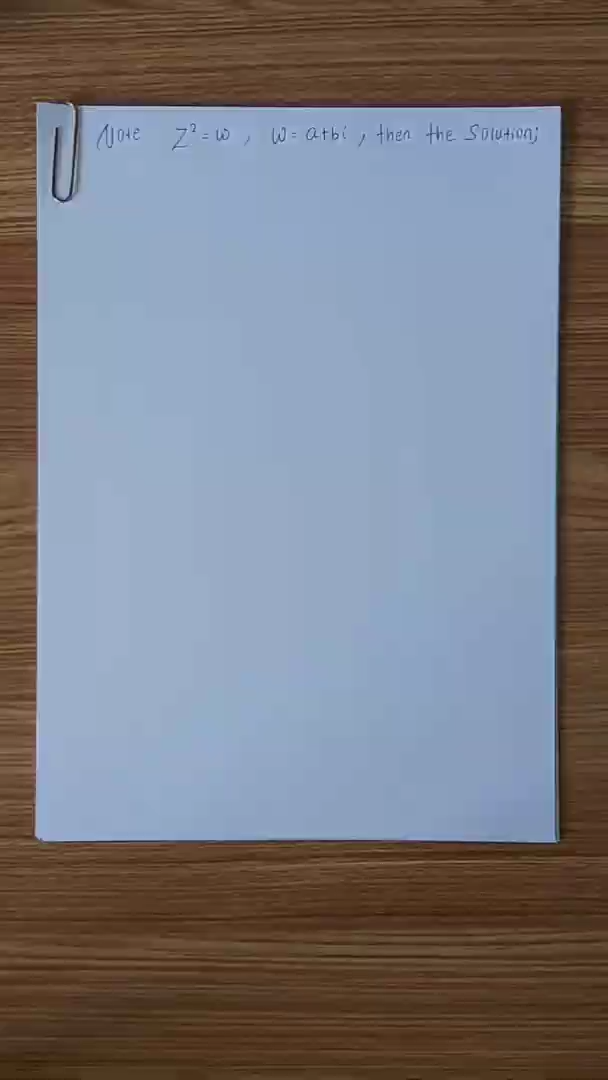 Note Z² = w , w = a+bi , then the solution;